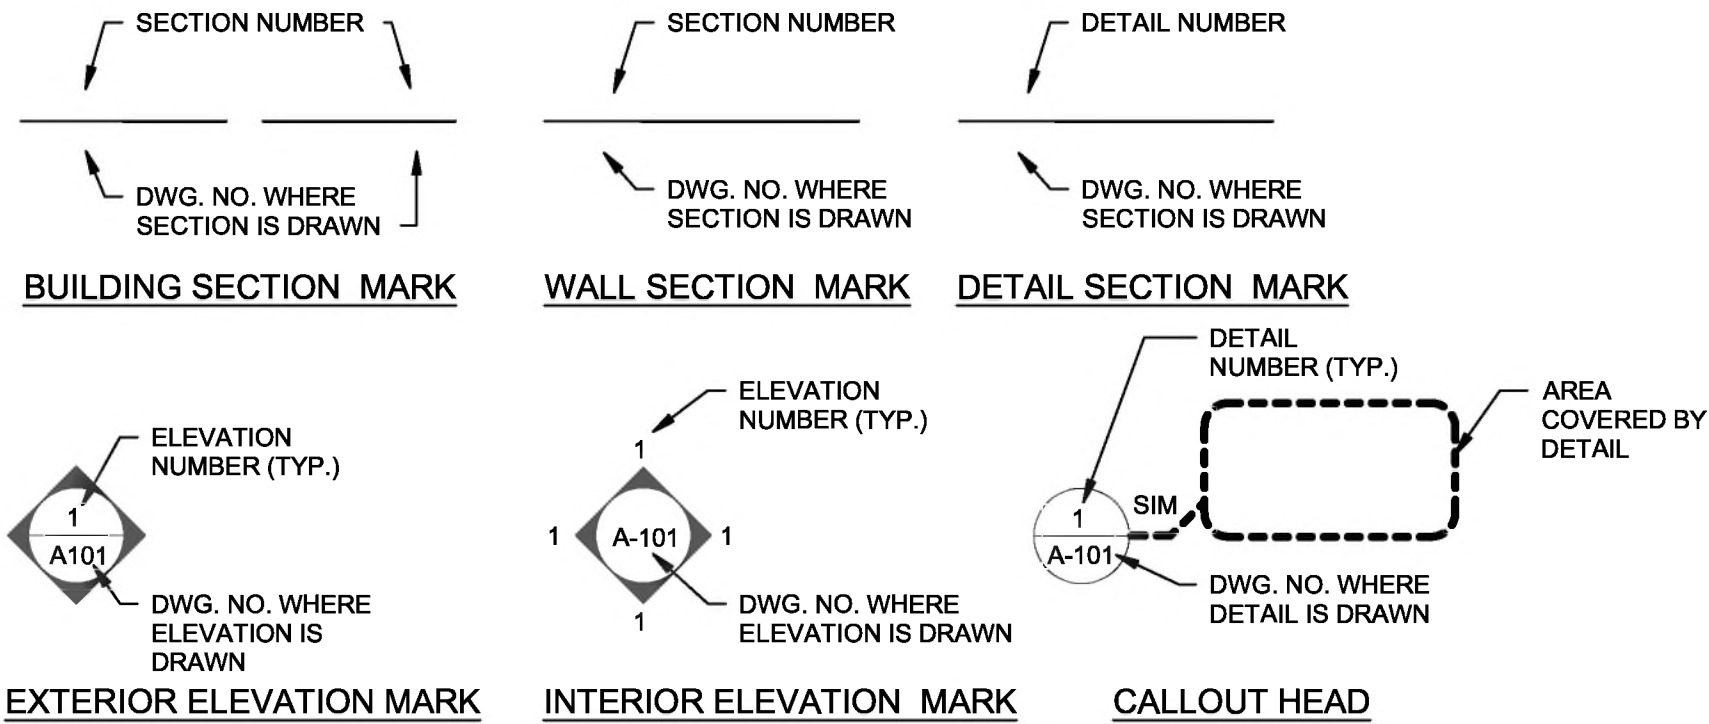 SECTION NUMBER
DWG. NO. WHERE
SECTION IS DRAWN
BUILDING SECTION MARK
SECTION NUMBER
DWG. NO. WHERE
SECTION IS DRAWN
WALL SECTION MARK
DETAIL NUMBER
DWG. NO. WHERE
SECTION IS DRAWN
DETAIL SECTION MARK
ELEVATION
NUMBER (TYP.)
1
A101
DWG. NO. WHERE
ELEVATION IS
DRAWN
EXTERIOR ELEVATION MARK
ELEVATION
NUMBER (TYP.)
1
1
A-101
1
1
DWG. NO. WHERE
ELEVATION IS DRAWN
INTERIOR ELEVATION MARK
DETAIL
NUMBER (TYP.)
AREA
COVERED BY
DETAIL
SIM
1
A-101
DWG. NO. WHERE
DETAIL IS DRAWN
CALLOUT HEAD